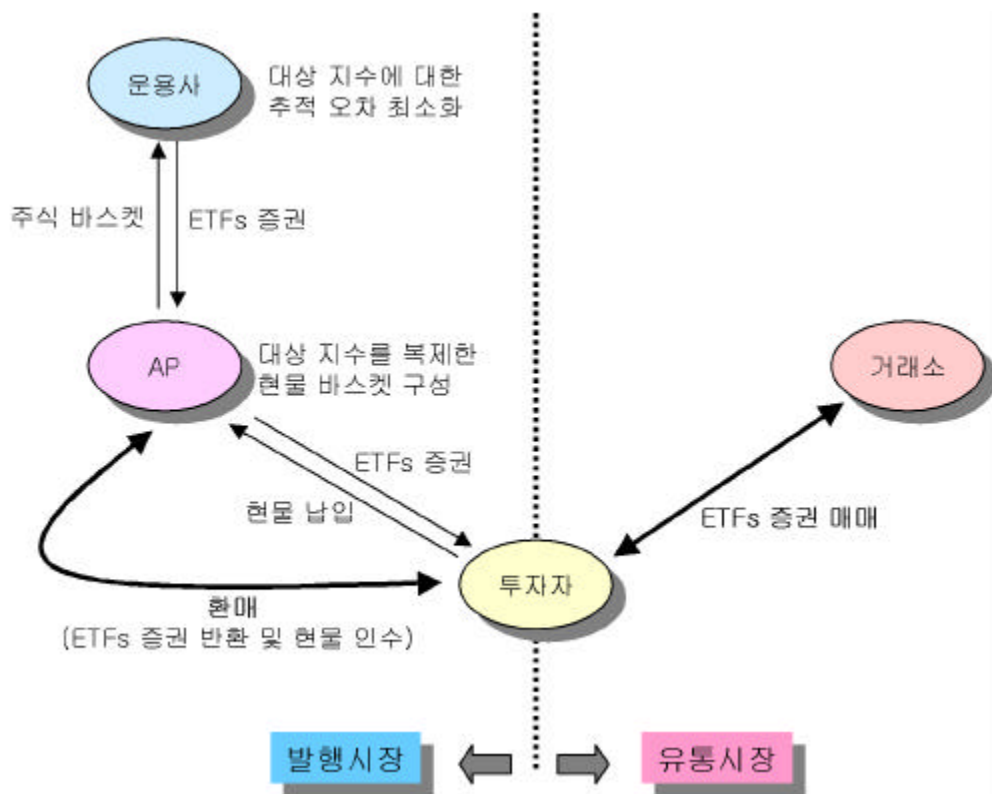 운용사
대상 지수에 대한
추적 오차 최소화
주식 바스켓
ETFs 증권
AP
대상 지수를 복제한
현물 바스켓 구성
거래소
ETFs 증권
현물 납입
ETFs 증권 매매
투자자
환매
(ETFs 증권 반환 및 현물 인수)
발행시장
유통시장